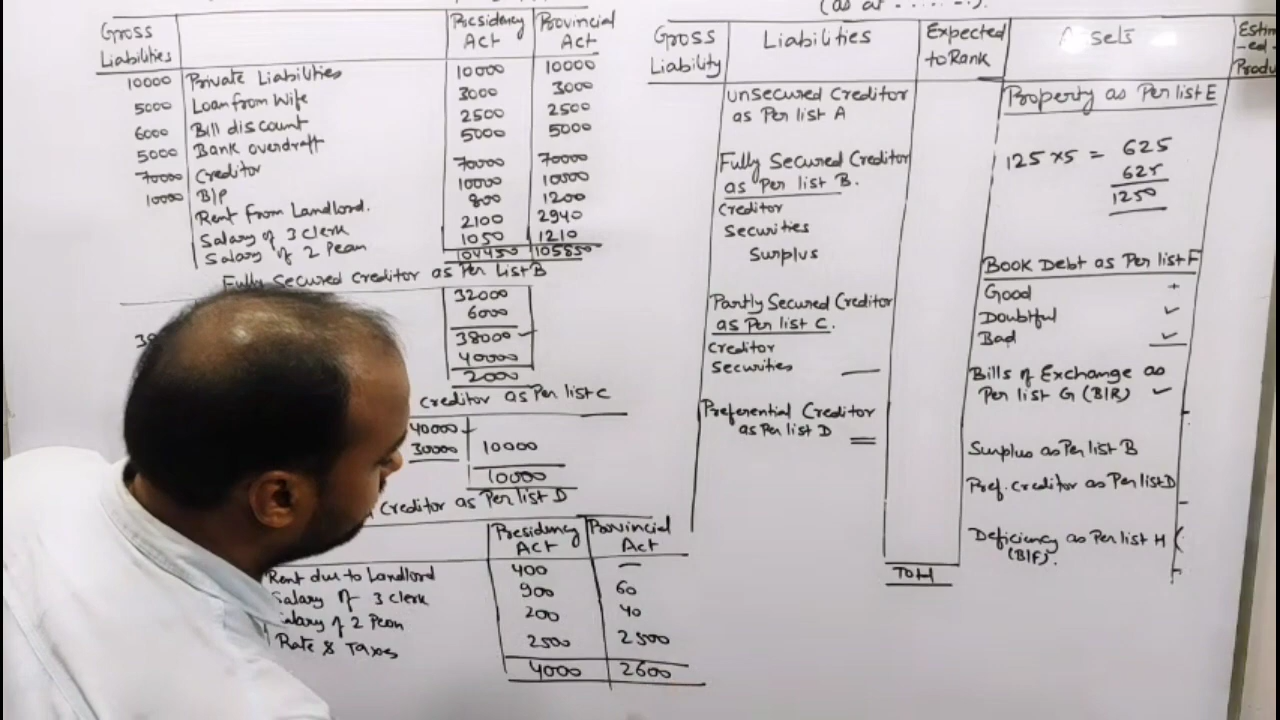 Gross Liabilities Presidency Act Provincial Act
10000 Private Liabilities 10000 10000
5000 Loan from Wife 3000 3000
6000 Bill discount 2500 2500
5000 Bank overdraft 5000 5000
70000 Creditor 70000 70000
10000 B/P 10000 10000
Rent from Landlord. 800 1200
Salary of 3 clerk 2100 2940
Salary of 2 Pean 1050 1210
104450 105850
Fully Secured Creditor as Per List B
32000
6000
38000
40000
2000
Creditor as Per list C
40000
30000 10000
10000
Creditor as Per list D
Presidency Act Provincial Act
Rent due to Landlord 400 —
Salary of 3 clerk 900 60
Salary of 2 Peon 200 40
Rate & Taxes 2500 2500
4000 2600
(as at .......).
Gross Liability Liabilities Expected to Rank Assets Estim-ed- Produ
unsecured Creditor
as Per list A
Fully Secured Creditor
as Per list B.
Creditor
Securities
Surplus
Partly Secured Creditor
as Per list C.
Creditor
Securities
Preferential Creditor
as Per list D
Total
Property as Per list E
125 x 5 = 625
625
1250
Book Debt as Per list F
Good
Doubtful
Bad
Bills of Exchange as
Per list G (B/R)
Surplus as Per list B
Pref. creditor as Per list D
Deficiency as Per list H (
(B/F).